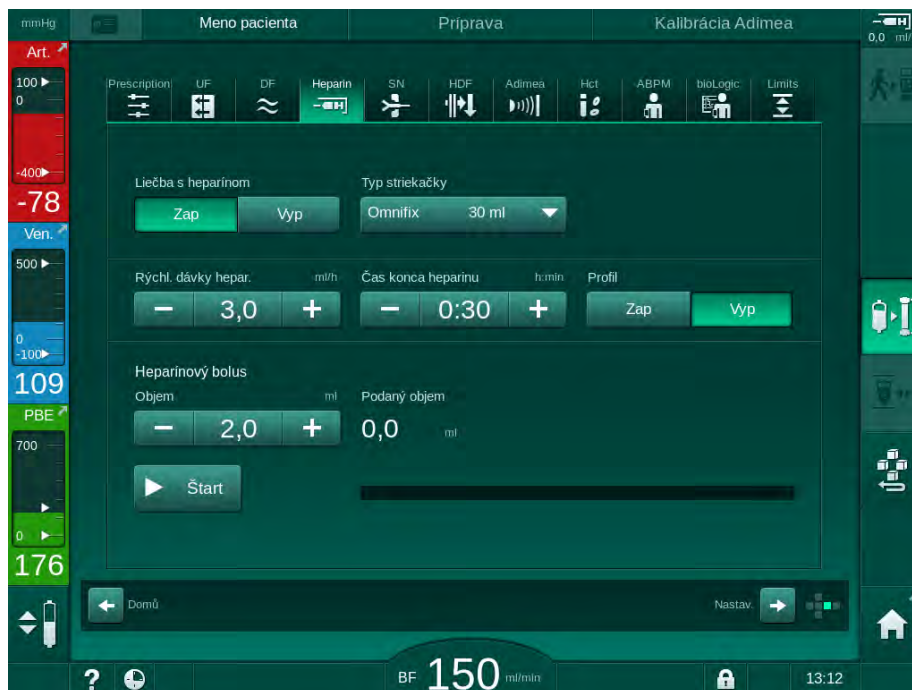 mmHg Meno pacienta Príprava Kalibrácia Adimea
0,0 ml/
Art.
100
0
-400
-78
Ven.
500
0
-100
109
PBE
700
0
176
Prescription UF DF Heparin SN HDF Adimea Hct ABPM bioLogic Limits
Liečba s heparínom Typ striekačky
Zap Vyp Omnifix 30 ml
Rýchl. dávky hepar. ml/h Čas konca heparinu h:min Profil
− 3,0 + − 0:30 + Zap Vyp
Heparínový bolus
Objem ml Podaný objem
− 2,0 + 0,0 ml
Štart
Domů Nastav.
? BF 150 ml/min 13:12